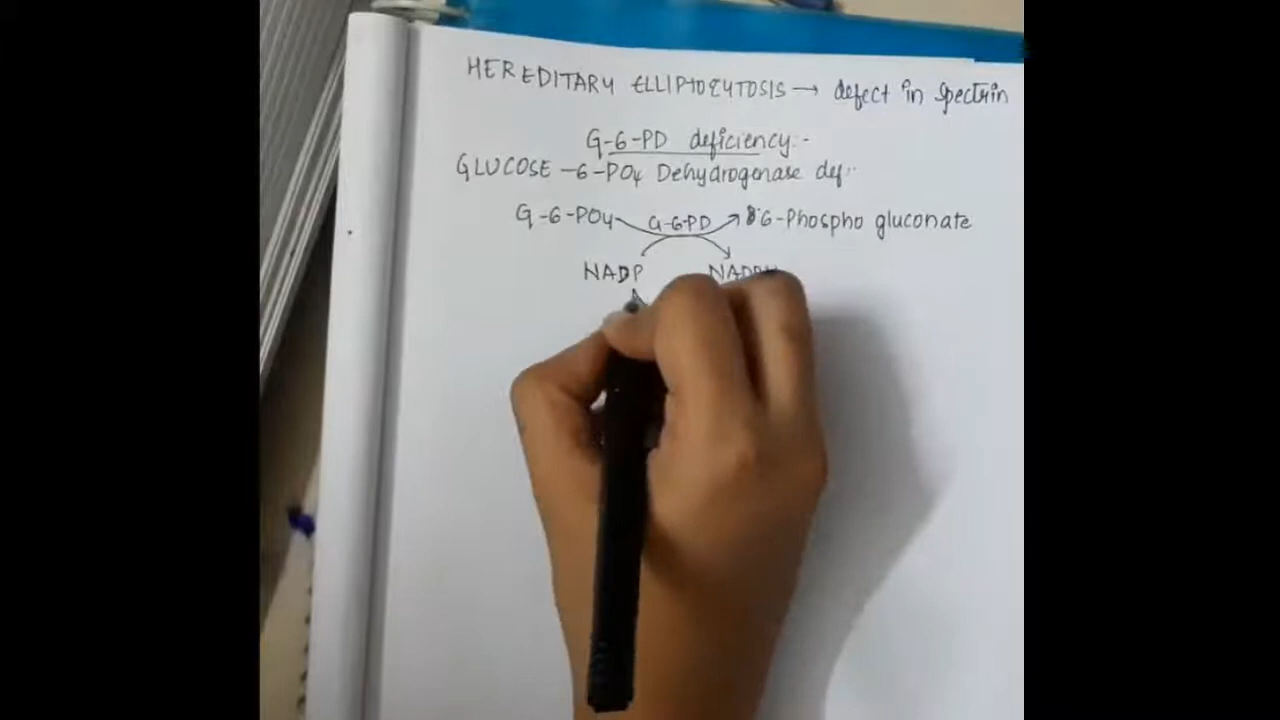 HEREDITARY ELLIPTOCYTOSIS → defect in Spectrin
G-6-PD deficiency:-
GLUCOSE -6-PO4 Dehydrogenase def..
G-6-PO4 G-6-PD 6-Phospho gluconate
NADP NADPH